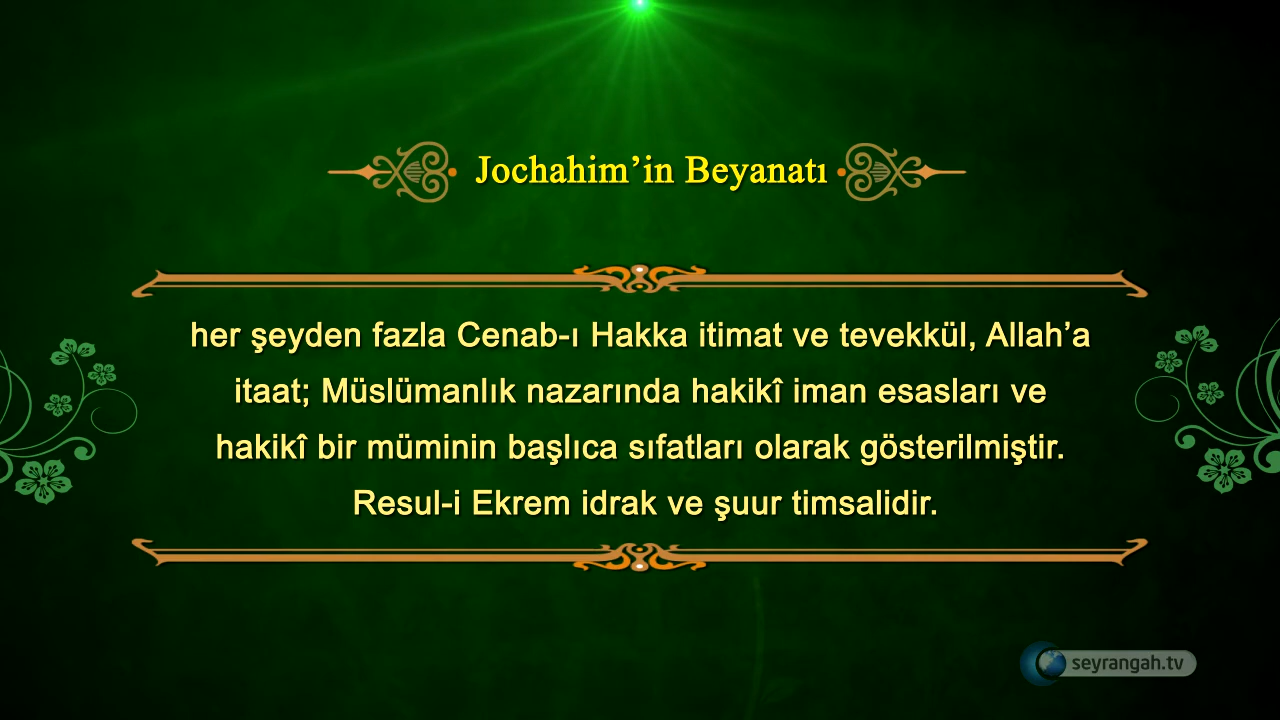 Jochahim’in Beyanatı
her şeyden fazla Cenab-ı Hakka itimat ve tevekkül, Allah’a
itaat; Müslümanlık nazarında hakikî iman esasları ve
hakikî bir müminin başlıca sıfatları olarak gösterilmiştir.
Resul-i Ekrem idrak ve şuur timsalidir.
seyrangah.tv